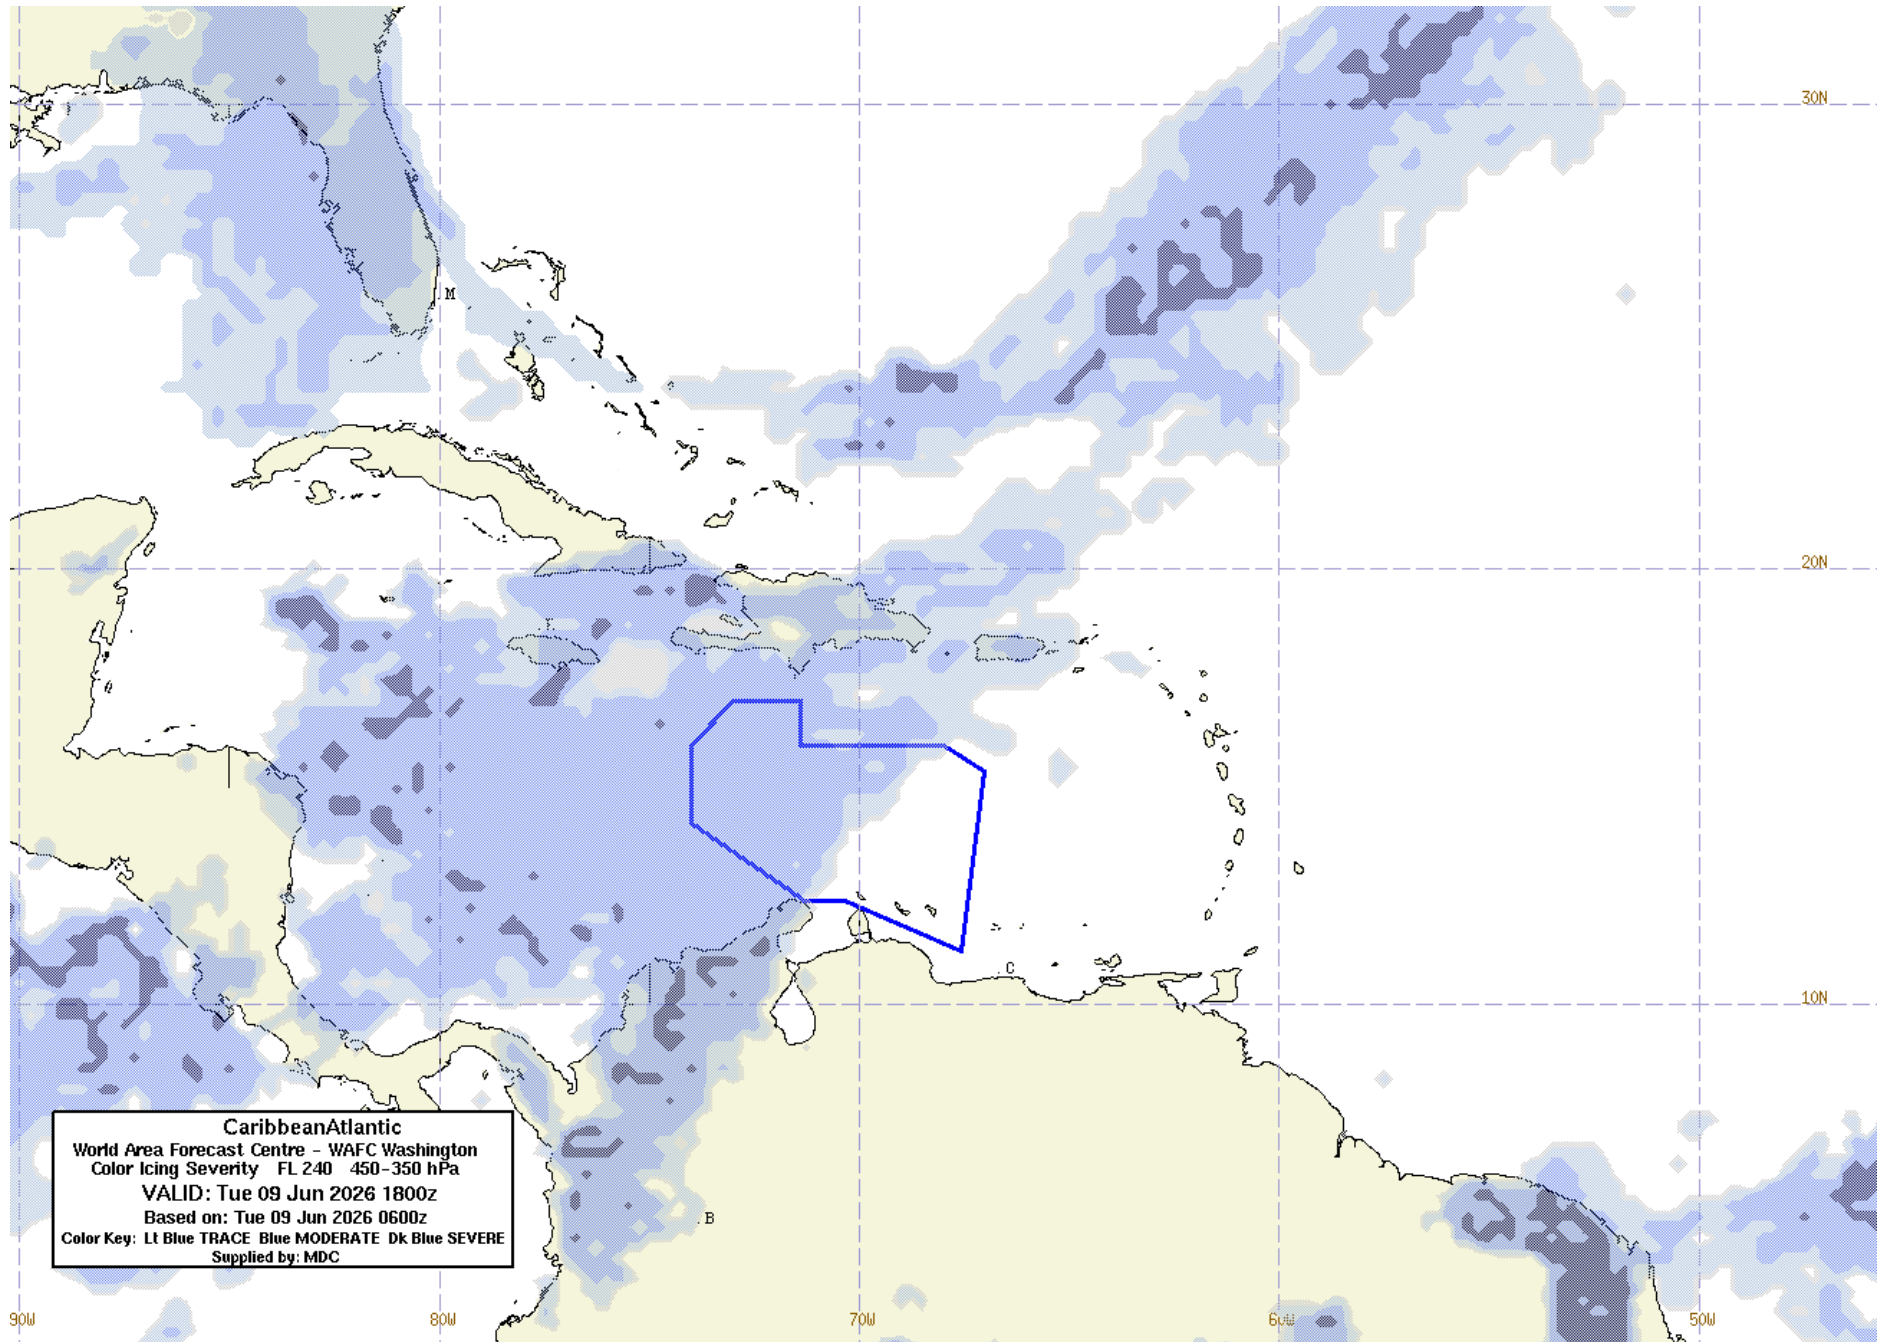 30N
M
20N
K
C
10N
CaribbeanAtlantic
World Area Forecast Centre - WAFC Washington
Color Icing Severity FL 240 450-350 hPa
VALID: Tue 09 Jun 2026 1800z
Based on: Tue 09 Jun 2026 0600z
Color Key: Lt Blue TRACE Blue MODERATE Dk Blue SEVERE
Supplied by: MDC
B
90W 80W 70W 60W 50W